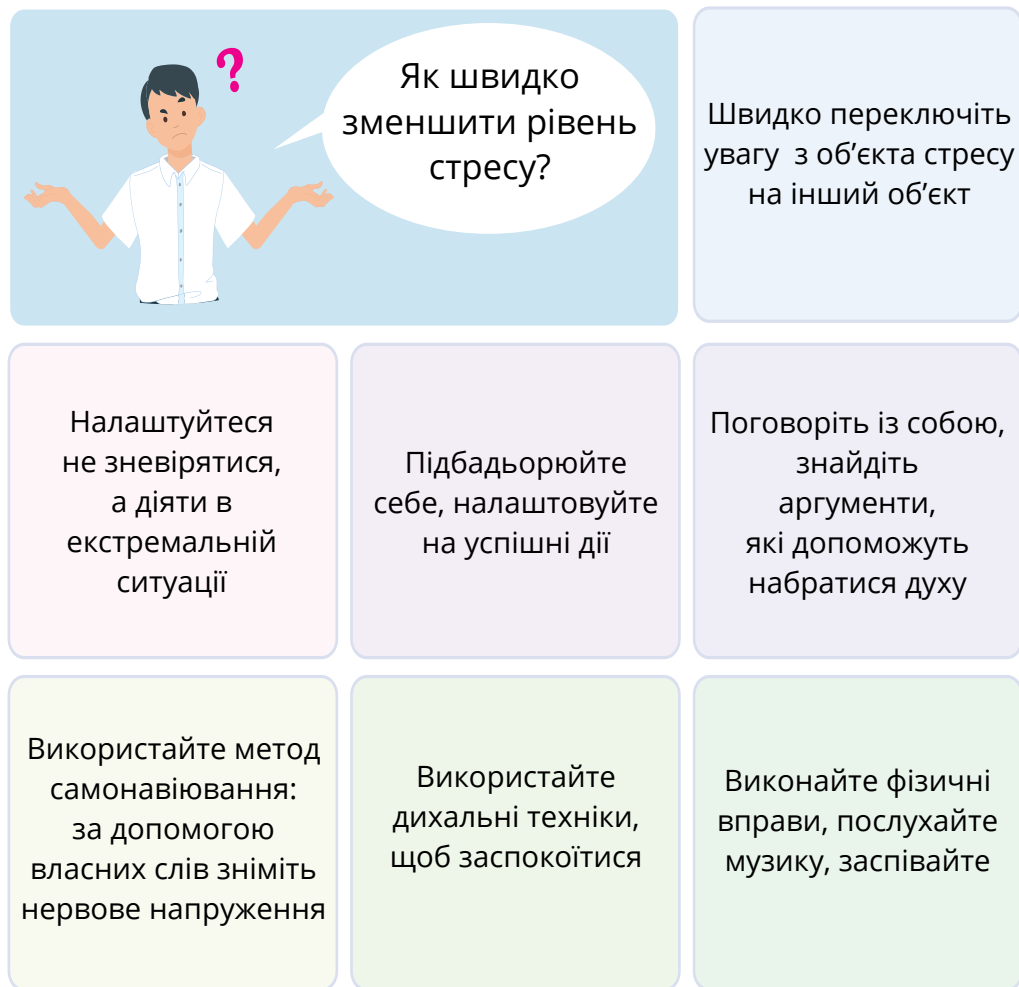 ?
Як швидко
зменшити рівень
стресу?
Швидко переключіть
увагу з об’єкта стресу
на інший об’єкт
Налаштуйтеся
не зневірятися,
а діяти в
екстремальній
ситуації
Підбадьорюйте
себе, налаштовуйте
на успішні дії
Поговоріть із собою,
знайдіть
аргументи,
які допоможуть
набратися духу
Використайте метод
самонавіювання:
за допомогою
власних слів зніміть
нервове напруження
Використайте
дихальні техніки,
щоб заспокоїтися
Виконайте фізичні
вправи, послухайте
музику, заспівайте